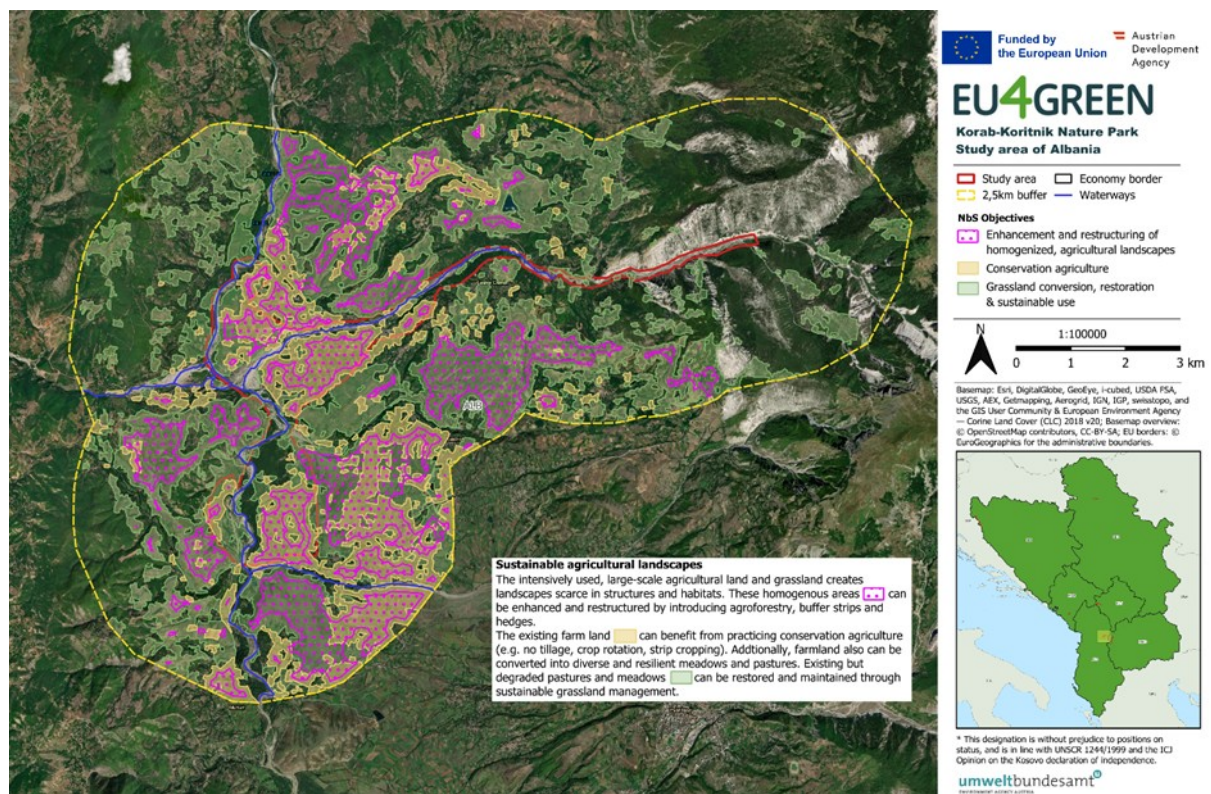 Funded by
the European Union
Austrian
Development
Agency
EU4GREEN
Korab-Koritnik Nature Park
Study area of Albania
Study area
Economy border
2,5km buffer
Waterways
NbS Objectives
Enhancement and restructuring of
homogenized, agricultural landscapes
Conservation agriculture
Grassland conversion, restoration
& sustainable use
N
1:100000
0 1 2 3 km
Basemap: Esri, DigitalGlobe, GeoEye, i-cubed, USDA FSA,
USGS, AEX, Getmapping, Aerogrid, IGN, IGP, swisstopo, and
the GIS User Community & European Environment Agency
— Corine Land Cover (CLC) 2018 v20; Basemap overview:
© OpenStreetMap contributors, CC-BY-SA; EU borders: ©
EuroGeographics for the administrative boundaries.
ALB
Sustainable agricultural landscapes
The intensively used, large-scale agricultural land and grassland creates
landscapes scarce in structures and habitats. These homogenous areas can
be enhanced and restructured by introducing agroforestry, buffer strips and
hedges.
The existing farm land can benefit from practicing conservation agriculture
(e.g. no tillage, crop rotation, strip cropping). Addtionally, farmland also can be
converted into diverse and resilient meadows and pastures. Existing but
degraded pastures and meadows can be restored and maintained through
sustainable grassland management.
* This designation is without prejudice to positions on
status, and is in line with UNSCR 1244/1999 and the ICJ
Opinion on the Kosovo declaration of independence.
umweltbundesamt
ENVIRONMENT AGENCY AUSTRIA